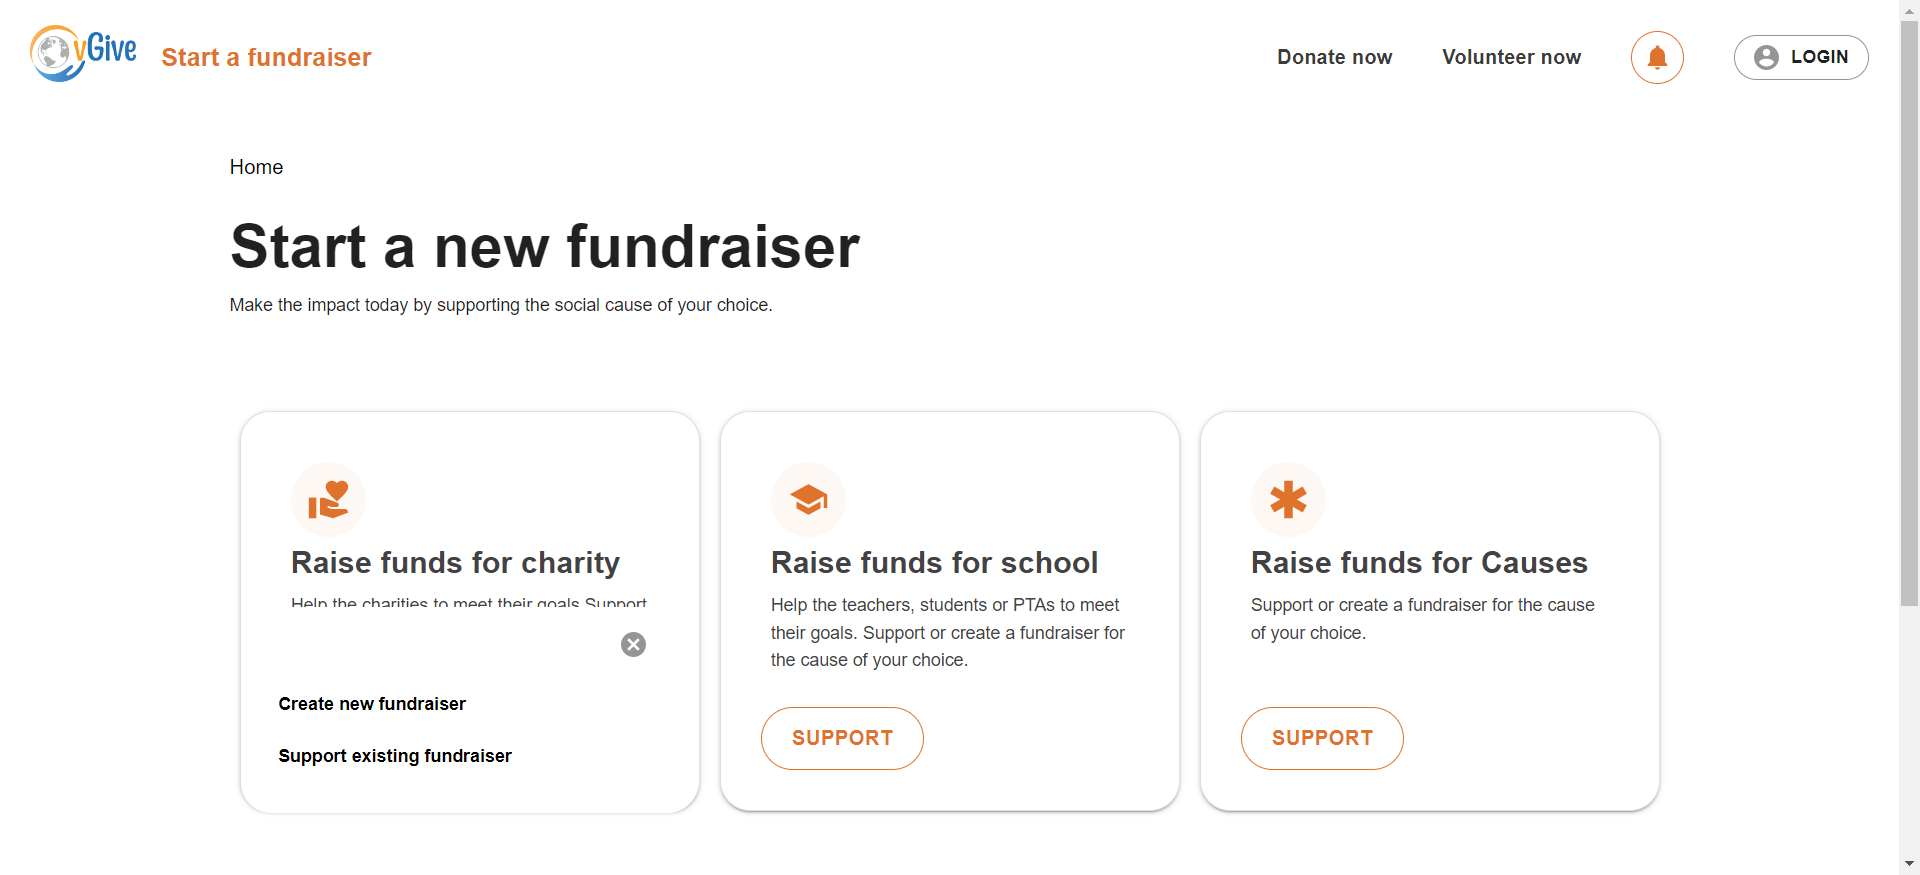 vGive
Start a fundraiser
Donate now
Volunteer now
LOGIN
Home
Start a new fundraiser
Make the impact today by supporting the social cause of your choice.
Raise funds for charity
Help the charities to meet their goals Support
Create new fundraiser
Support existing fundraiser
Raise funds for school
Help the teachers, students or PTAs to meet
their goals. Support or create a fundraiser for
the cause of your choice.
SUPPORT
Raise funds for Causes
Support or create a fundraiser for the cause
of your choice.
SUPPORT